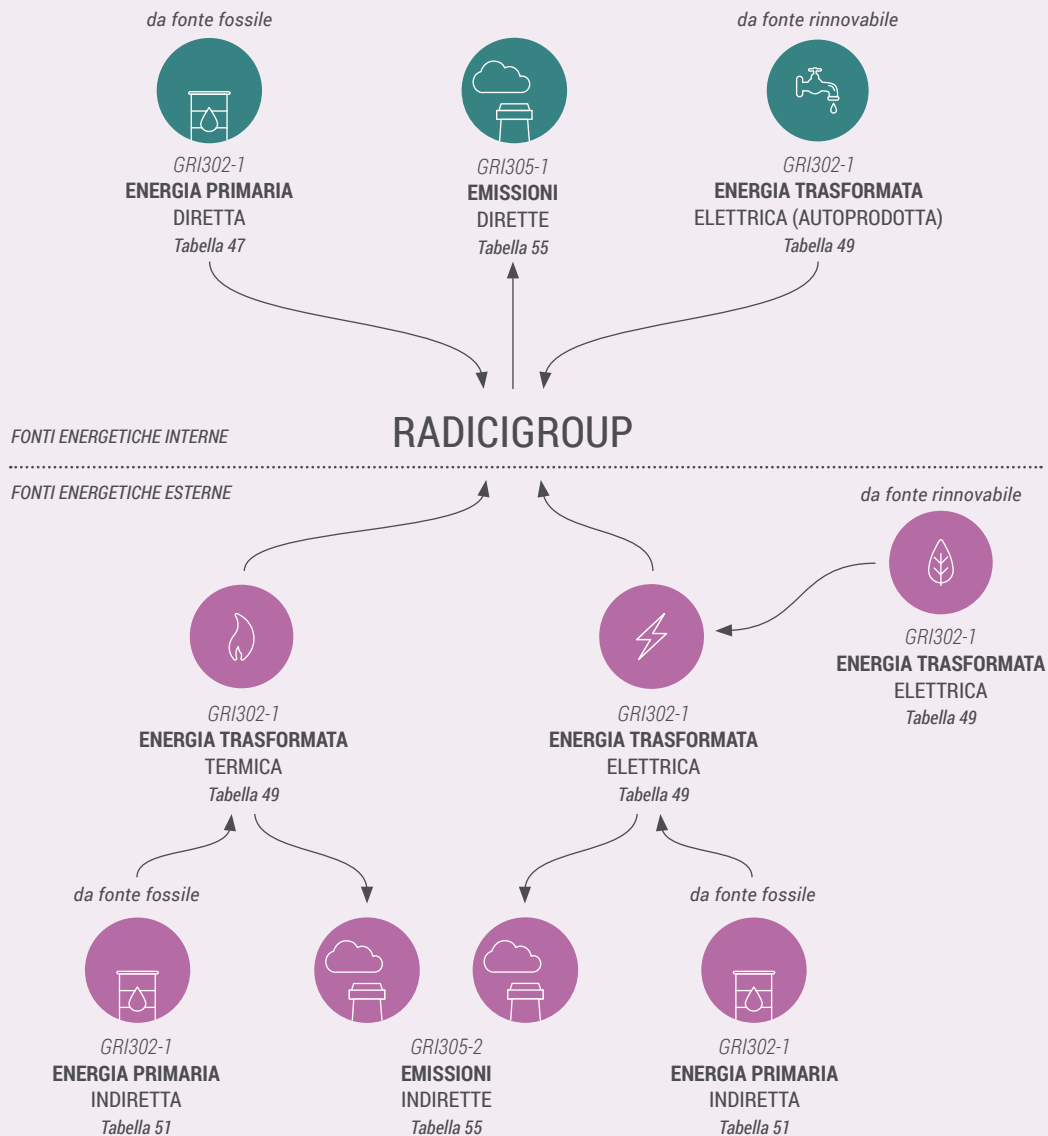 da fonte fossile
da fonte rinnovabile
GRI302-1
ENERGIA PRIMARIA
DIRETTA
Tabella 47
GRI305-1
EMISSIONI
DIRETTE
Tabella 55
GRI302-1
ENERGIA TRASFORMATA
ELETTRICA (AUTOPRODOTTA)
Tabella 49
FONTI ENERGETICHE INTERNE
RADICIGROUP
FONTI ENERGETICHE ESTERNE
da fonte rinnovabile
GRI302-1
ENERGIA TRASFORMATA
ELETTRICA
Tabella 49
GRI302-1
ENERGIA TRASFORMATA
TERMICA
Tabella 49
GRI302-1
ENERGIA TRASFORMATA
ELETTRICA
Tabella 49
da fonte fossile
da fonte fossile
GRI302-1
ENERGIA PRIMARIA
INDIRETTA
Tabella 51
GRI305-2
EMISSIONI
INDIRETTE
Tabella 55
GRI302-1
ENERGIA PRIMARIA
INDIRETTA
Tabella 51